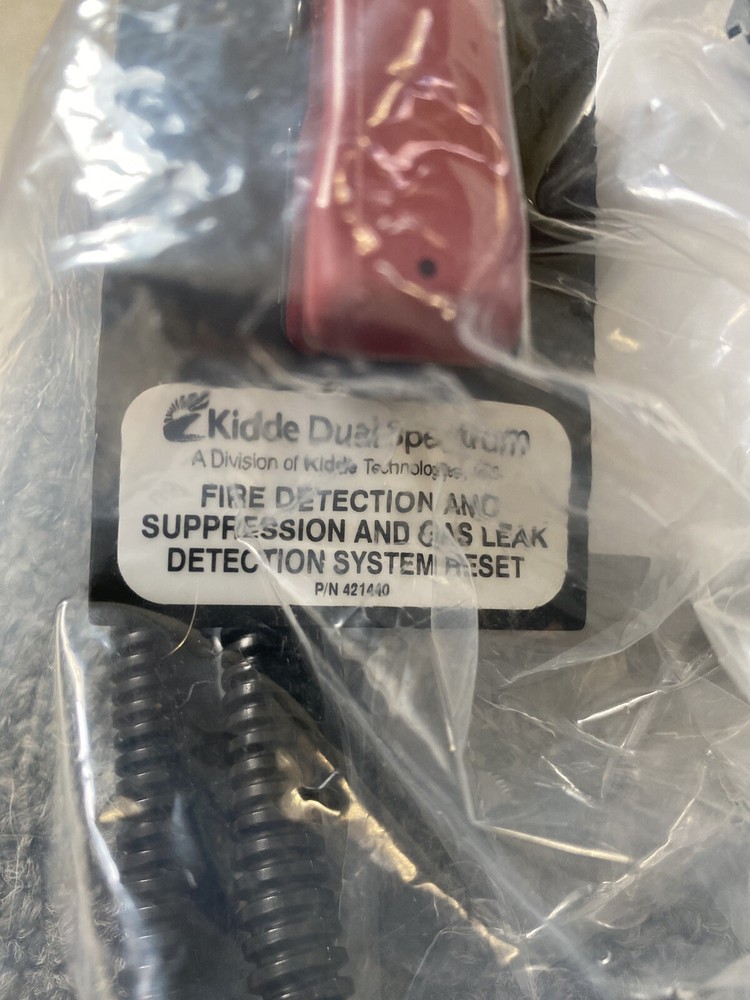 Kidde Dual Spectrum
A Division of Kidde Technologies,
FIRE DETECTION AND
SUPPRESSION AND GAS LEAK
DETECTION SYSTEM RESET
P/N 421440